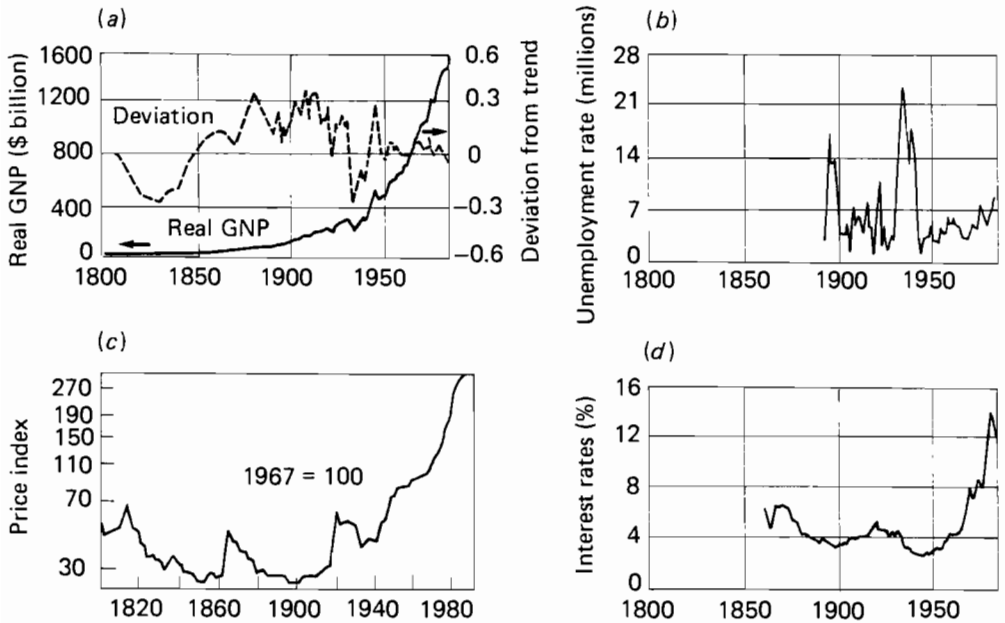 (a)
Real GNP ($ billion)
1600
1200
800
400
0
Deviation
Real GNP
0.6
0.3
0
−0.3
−0.6
Deviation from trend
1800 1850 1900 1950
(b)
Unemployment rate (millions)
28
21
14
7
0
1800 1850 1900 1950
(c)
Price index
270
190
150
110
70
30
1967 = 100
1820 1860 1900 1940 1980
(d)
Interest rates (%)
16
12
8
4
0
1800 1850 1900 1950